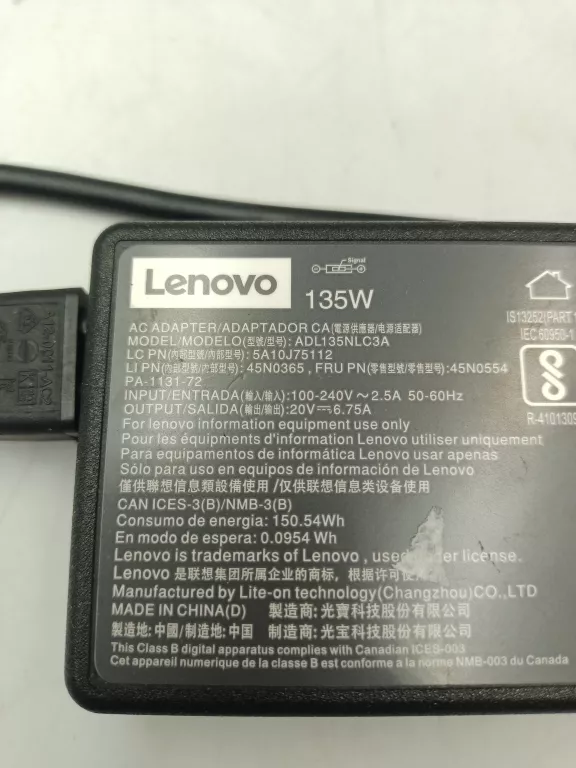 Lenovo
Signal
135W
AC ADAPTER/ADAPTADOR CA(電源供應器/电源适配器)
MODEL/MODELO(型號/型号): ADL135NLC3A
LC PN(內部型號/内部型号): 5A10J75112
LI PN(內部型號/内部型号): 45N0365 , FRU PN(零售型號/零售型号): 45N0554
PA-1131-72
INPUT/ENTRADA(輸入/输入):100-240V～2.5A 50-60Hz
OUTPUT/SALIDA(輸出/输出):20V⎓6.75A
For lenovo information equipment use only
Pour les équipments d'information Lenovo utiliser uniquement
Para equipamentos de informática Lenovo usar apenas
Sólo para uso en equipos de información de Lenovo
僅供聯想信息類設備使用 /仅供联想信息类设备使用
CAN ICES-3(B)/NMB-3(B)
Consumo de energia: 150.54Wh
En modo de espera: 0.0954 Wh
Lenovo is trademarks of Lenovo , used license.
Lenovo 是联想集团所属企业的商标，根据许可使
Manufactured by Lite-on technology(Changzhou)CO.,LTD
MADE IN CHINA(D) 製造商: 光寶科技股份有限公司
製造地: 中國/制造地: 中国 制造商: 光宝科技股份有限公司
This Class B digital apparatus complies with Canadian ICES-003
Cet appareil numerique de la classe B est conforme a la norme NMB-003 du Canada
IS13252(PART 1
IEC 60950-1
R-4101309